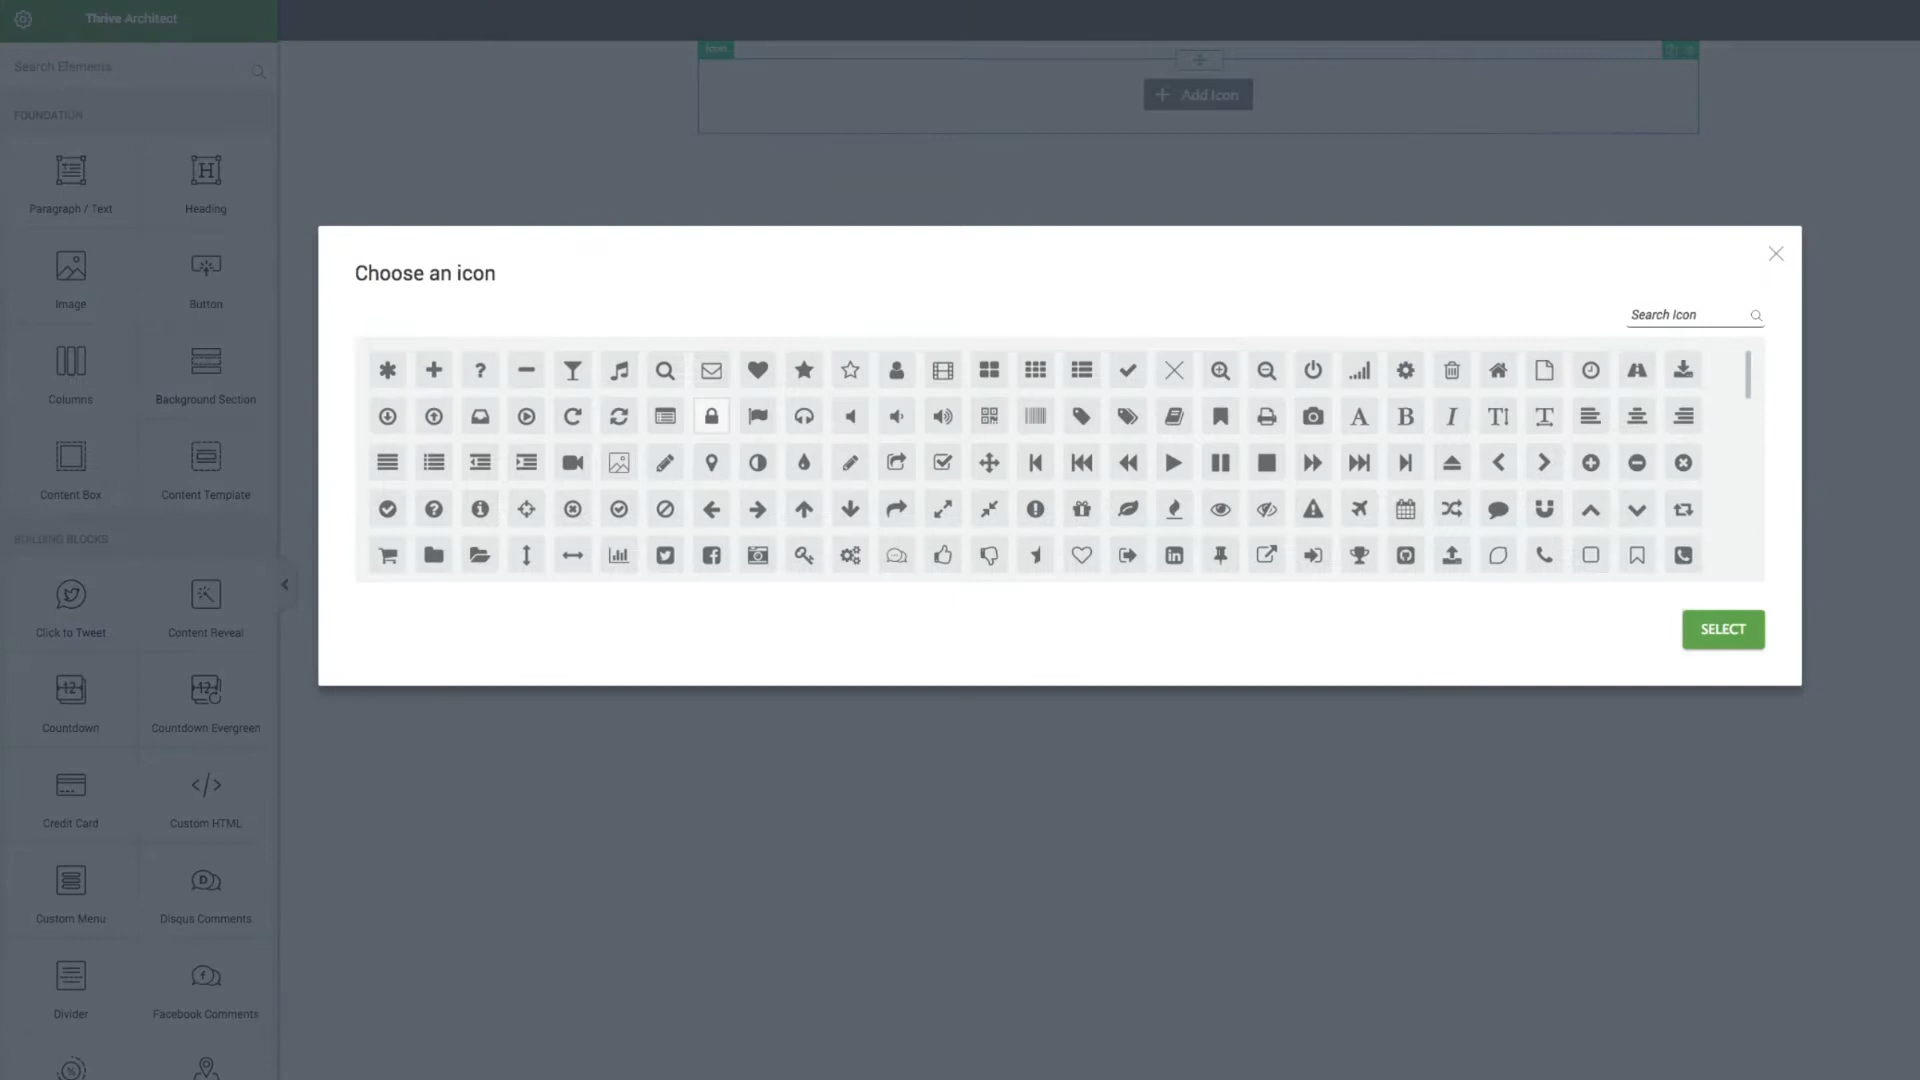 Thrive Architect
Icon
Search Elements
Add Icon
FOUNDATION
Paragraph / Text
Heading
Image
Button
Columns
Background Section
Content Box
Content Template
BUILDING BLOCKS
Click to Tweet
Content Reveal
Countdown
Countdown Evergreen
Credit Card
Custom HTML
Custom Menu
Disqus Comments
Divider
Facebook Comments
Choose an icon
Search Icon
SELECT